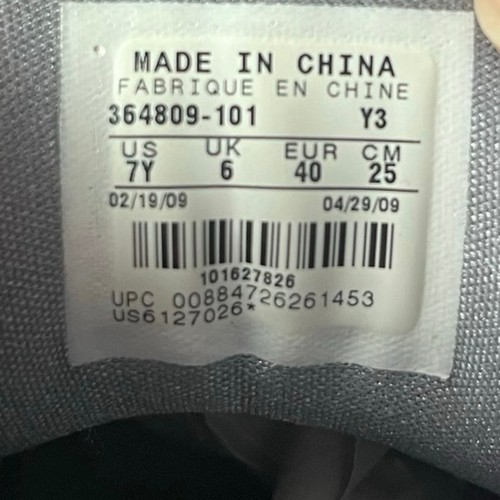 MADE IN CHINA
FABRIQUE EN CHINE
364809-101 Y3
US UK EUR CM
7Y 6 40 25
02/19/09 04/29/09
101627826
UPC 00884726261453
US6127026*